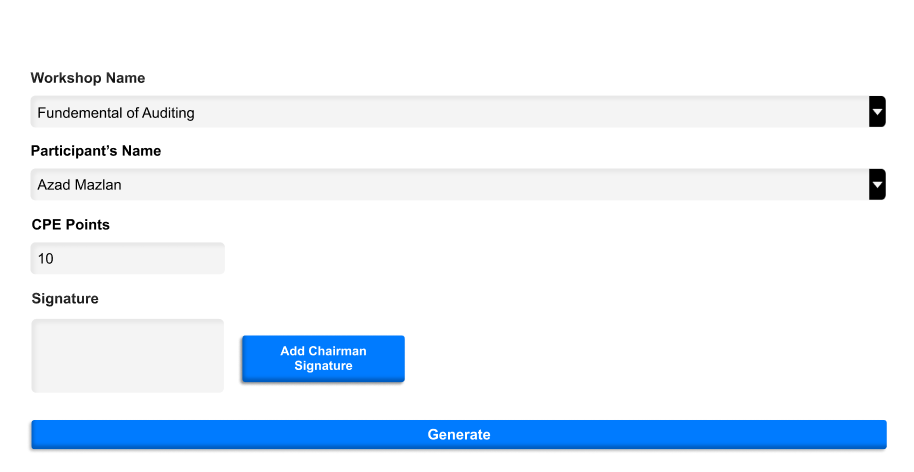 Workshop Name
Fundemental of Auditing
Participant’s Name
Azad Mazlan
CPE Points
10
Signature
Add Chairman
Signature
Generate